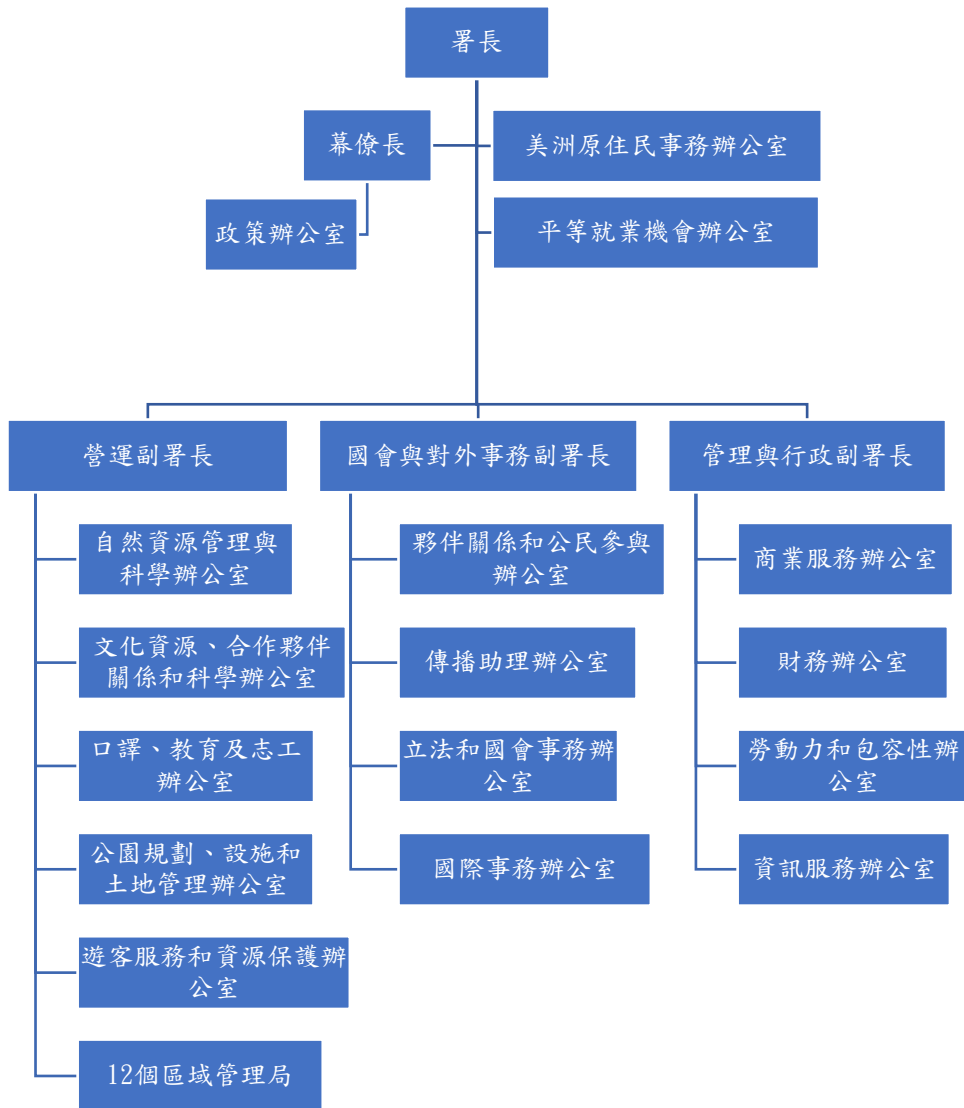 署長
幕僚長
美洲原住民事務辦公室
政策辦公室
平等就業機會辦公室
營運副署長
國會與對外事務副署長
管理與行政副署長
自然資源管理與
科學辦公室
文化資源、合作夥伴
關係和科學辦公室
口譯、教育及志工
辦公室
公園規劃、設施和
土地管理辦公室
遊客服務和資源保護辦
公室
12個區域管理局
夥伴關係和公民參與
辦公室
傳播助理辦公室
立法和國會事務辦
公室
國際事務辦公室
商業服務辦公室
財務辦公室
勞動力和包容性辦
公室
資訊服務辦公室